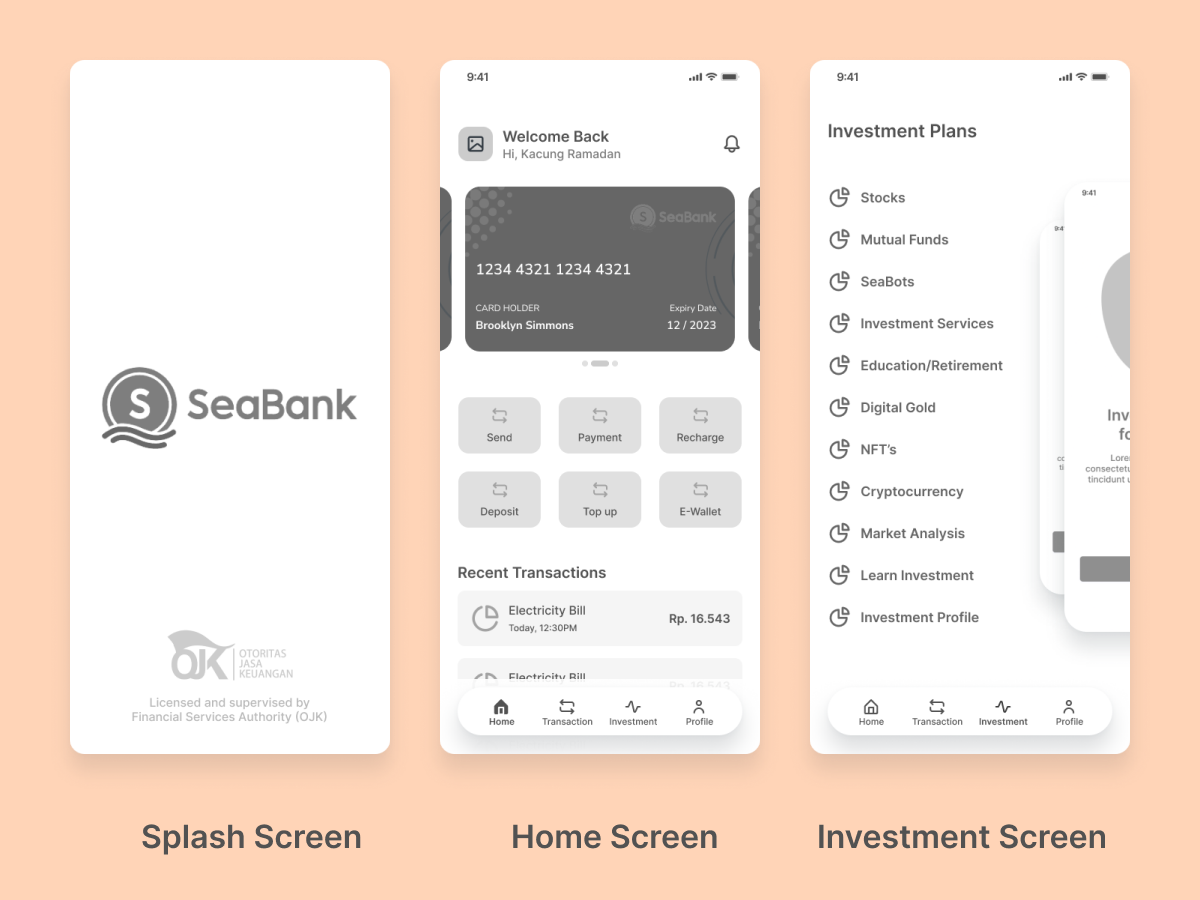 S SeaBank
OJK
OTORITAS
JASA
KEUANGAN
Licensed and supervised by
Financial Services Authority (OJK)
Splash Screen
9:41
Welcome Back
Hi, Kacung Ramadan
S SeaBank
1234 4321 1234 4321
CARD HOLDER
Expiry Date
Brooklyn Simmons
12 / 2023
Send
Payment
Recharge
Deposit
Top up
E-Wallet
Recent Transactions
Electricity Bill
Today, 12:30PM
Rp. 16.543
Electricity Bill
Rp. 16.543
Home
Transaction
Investment
Profile
Home Screen
9:41
Investment Plans
Stocks
Mutual Funds
SeaBots
Investment Services
Education/Retirement
Digital Gold
NFT’s
Cryptocurrency
Market Analysis
Learn Investment
Investment Profile
9:41
Inv
fo
Lore
consectetu
tincidunt u
Home
Transaction
Investment
Profile
Investment Screen